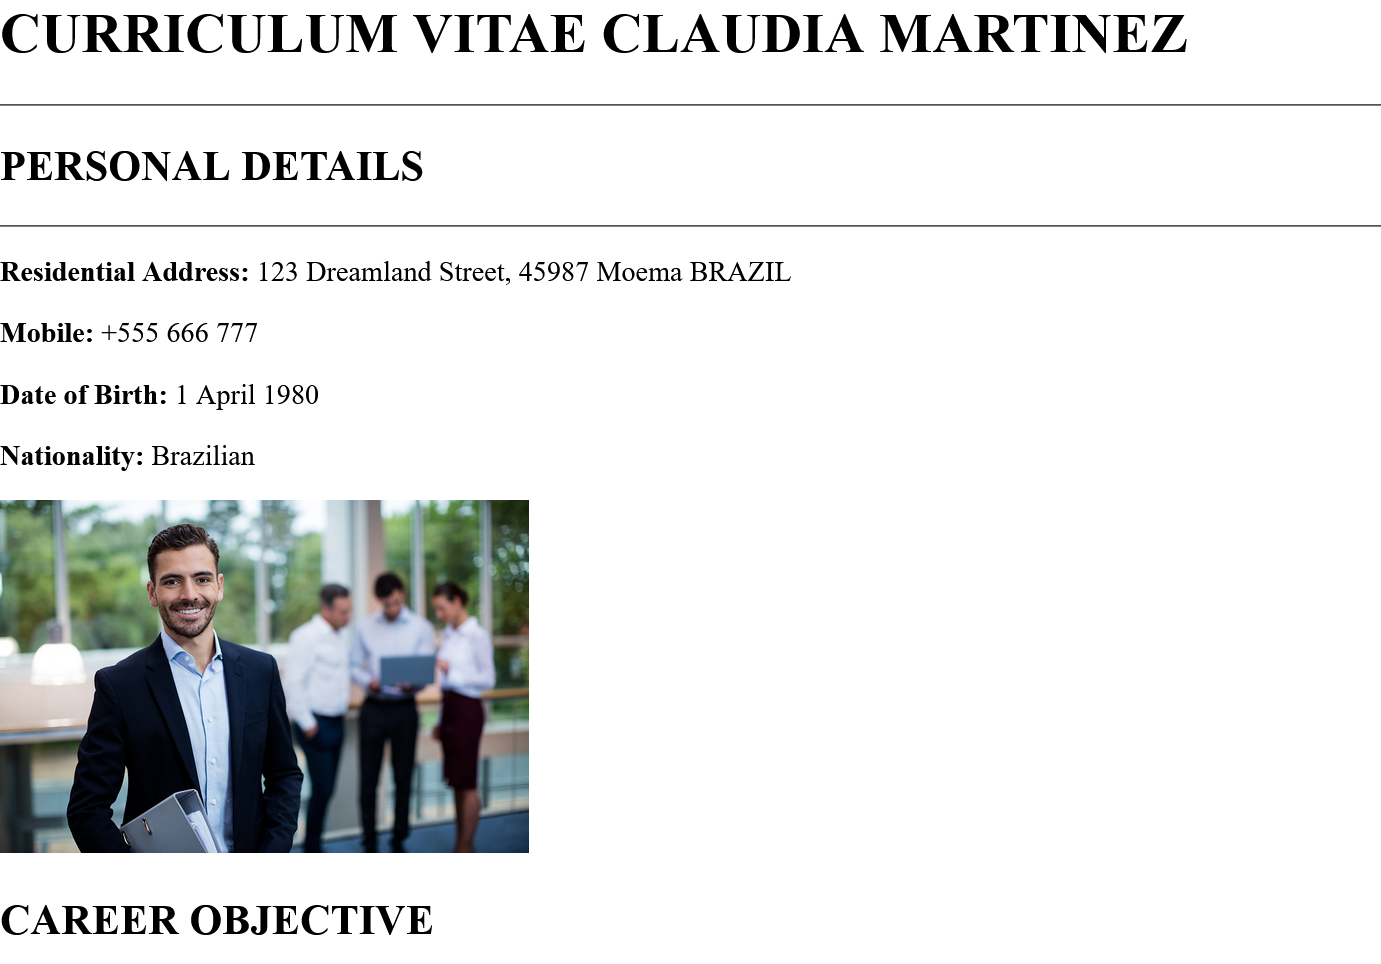 CURRICULUM VITAE CLAUDIA MARTINEZ
PERSONAL DETAILS
Residential Address: 123 Dreamland Street, 45987 Moema BRAZIL
Mobile: +555 666 777
Date of Birth: 1 April 1980
Nationality: Brazilian
CAREER OBJECTIVE